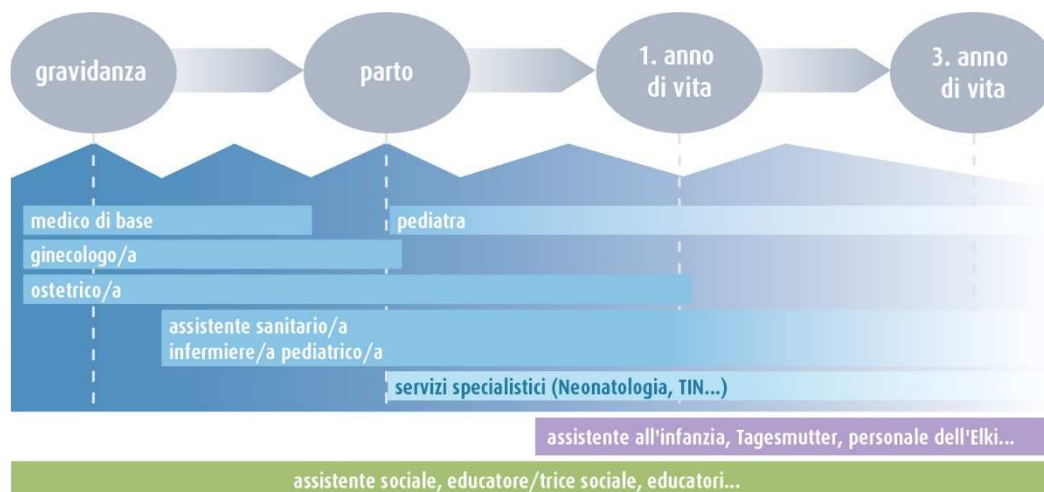 gravidanza
parto
1. anno
di vita
3. anno
di vita
medico di base
pediatra
ginecologo/a
ostetrico/a
assistente sanitario/a
infermiere/a pediatrico/a
servizi specialistici (Neonatologia, TIN...)
assistente all'infanzia, Tagesmutter, personale dell'Elki...
assistente sociale, educatore/trice sociale, educatori...